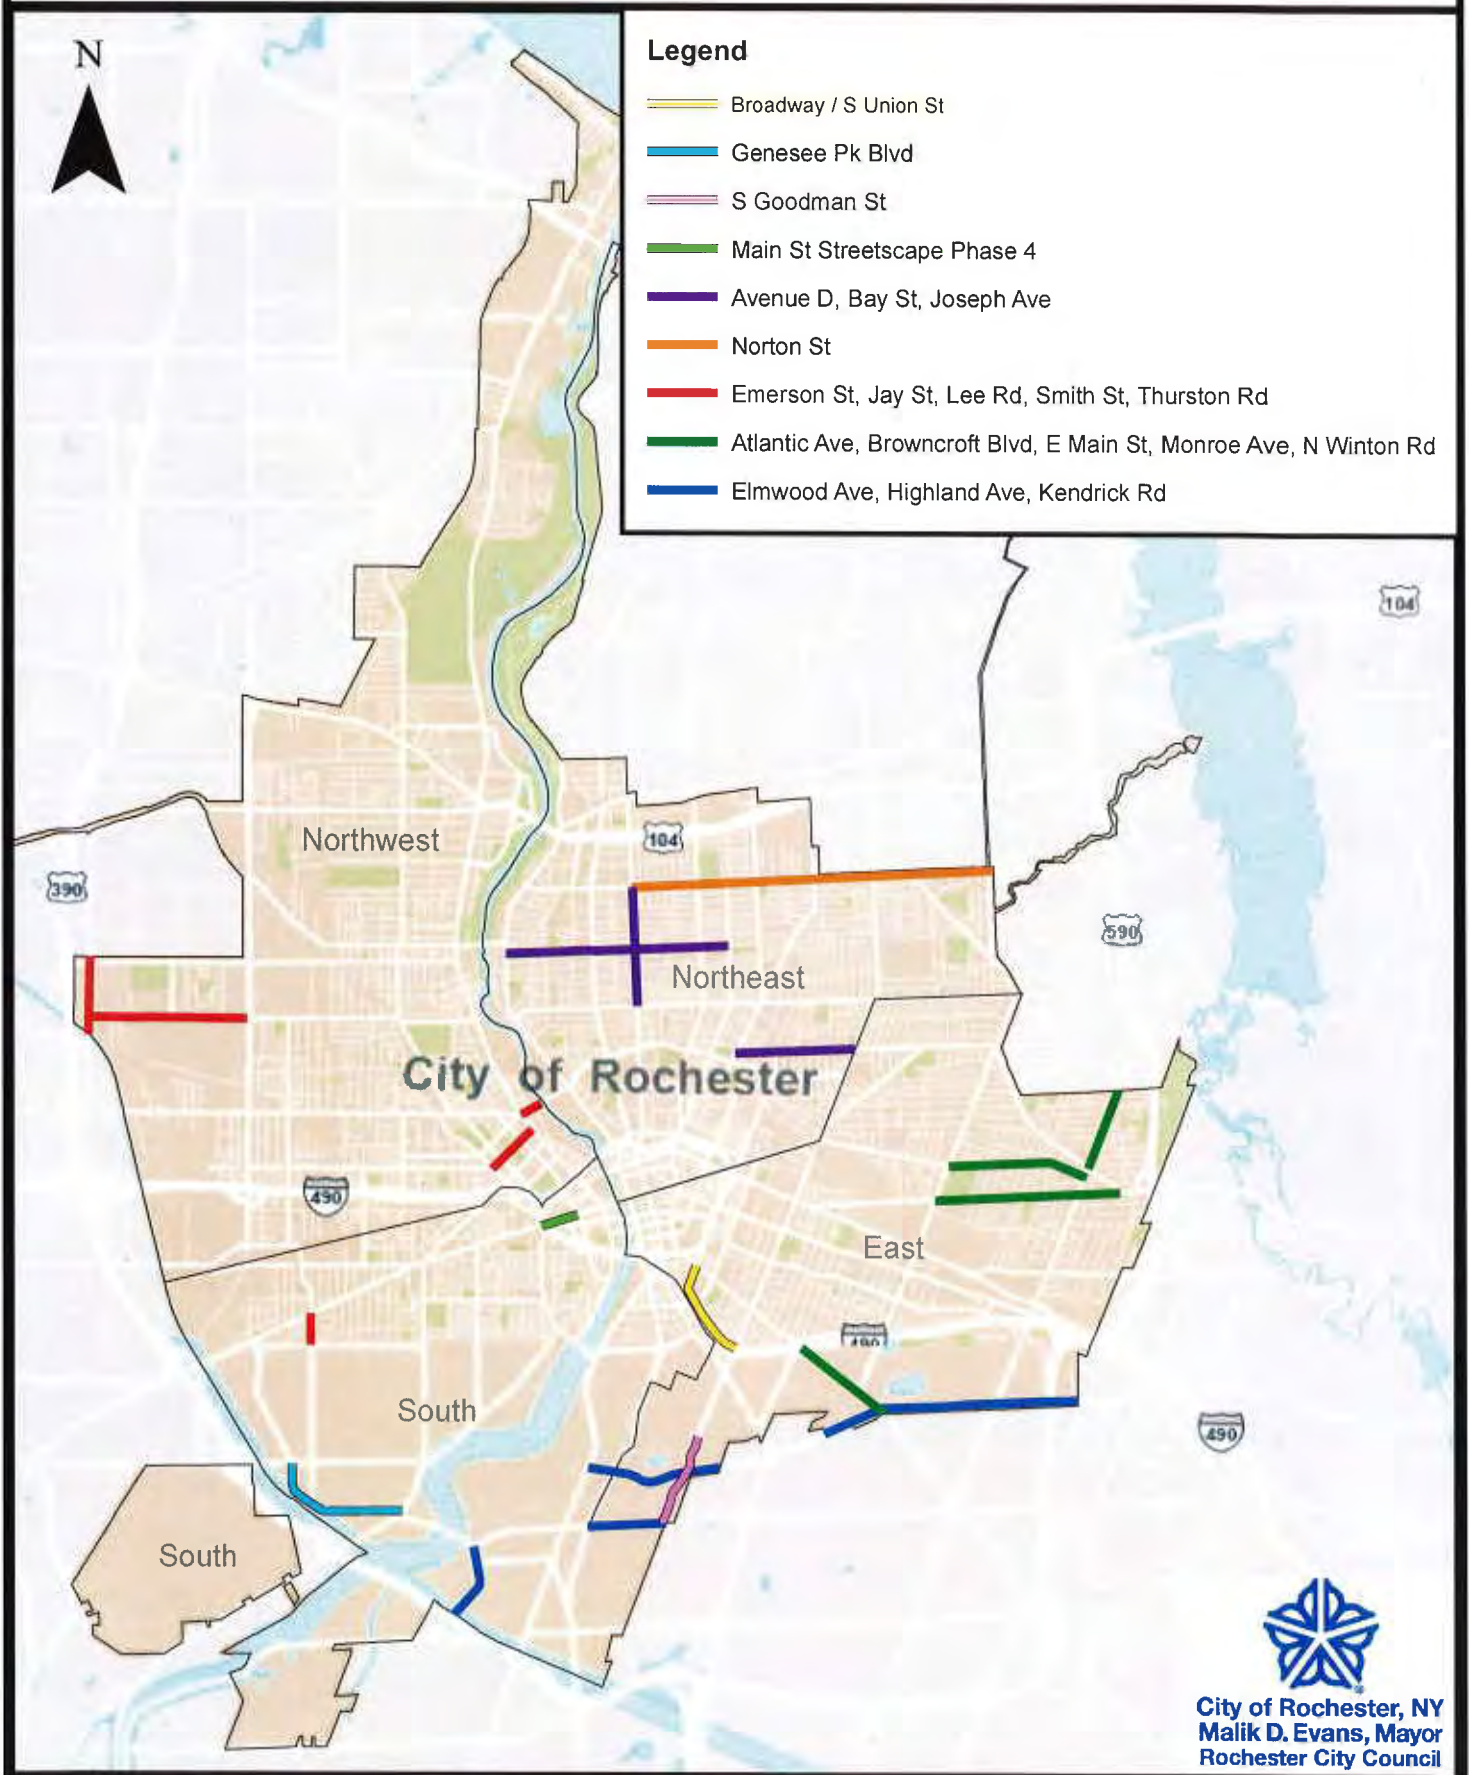 N
Legend
Broadway / S Union St
Genesee Pk Blvd
S Goodman St
Main St Streetscape Phase 4
Avenue D, Bay St, Joseph Ave
Norton St
Emerson St, Jay St, Lee Rd, Smith St, Thurston Rd
Atlantic Ave, Browncroft Blvd, E Main St, Monroe Ave, N Winton Rd
Elmwood Ave, Highland Ave, Kendrick Rd
104
Northwest
104
390
590
Northeast
City of Rochester
490
East
490
South
490
South
City of Rochester, NY
Malik D. Evans, Mayor
Rochester City Council